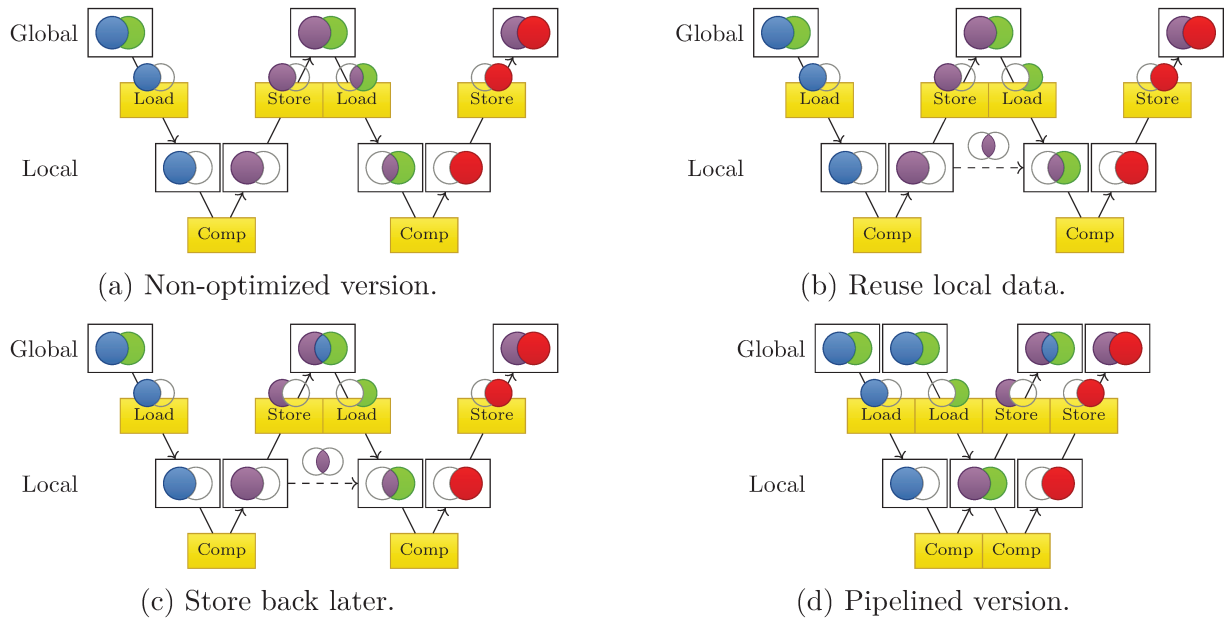 Global
Load
Store
Load
Store
Local
Comp
Comp
(a) Non-optimized version.
Global
Load
Store
Load
Store
Local
Comp
Comp
(b) Reuse local data.
Global
Load
Store
Load
Store
Local
Comp
Comp
(c) Store back later.
Global
Load
Load
Store
Store
Local
Comp
Comp
(d) Pipelined version.